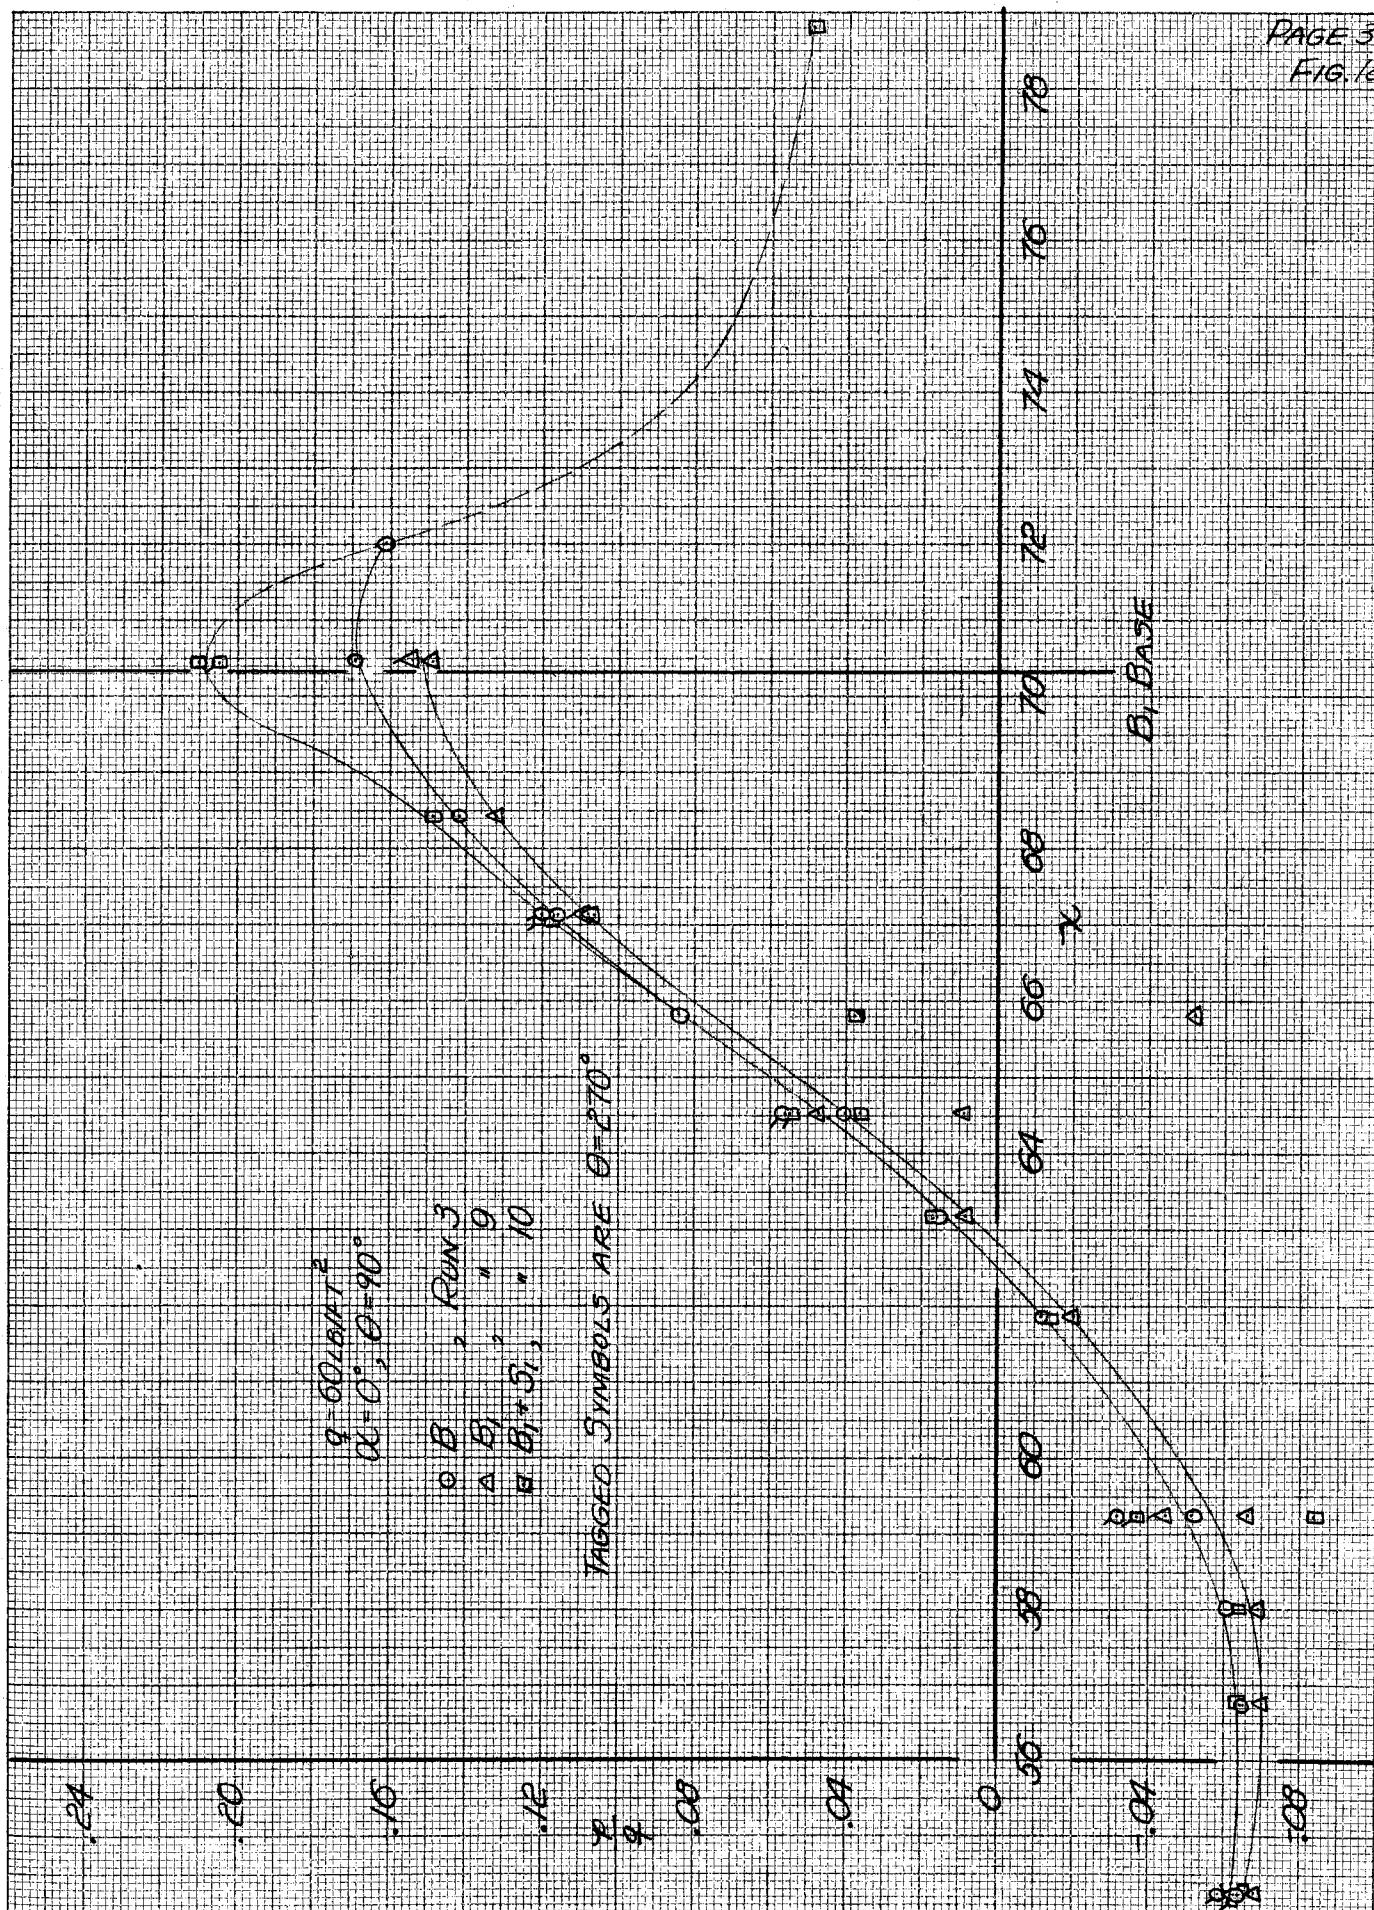 PAGE 3
FIG. 1
q=60 LB/FT²
α=0°, θ=90°
⊙ B , RUN 3
△ B₁ , " 9
⊡ B₁+S₁, " 10
TAGGED SYMBOLS ARE θ=270°
.24
.20
.16
.12
.08
.04
0
-.04
-.08
P/q
56
58
60
64
66
68
70
72
74
76
78
x
B₁ BASE